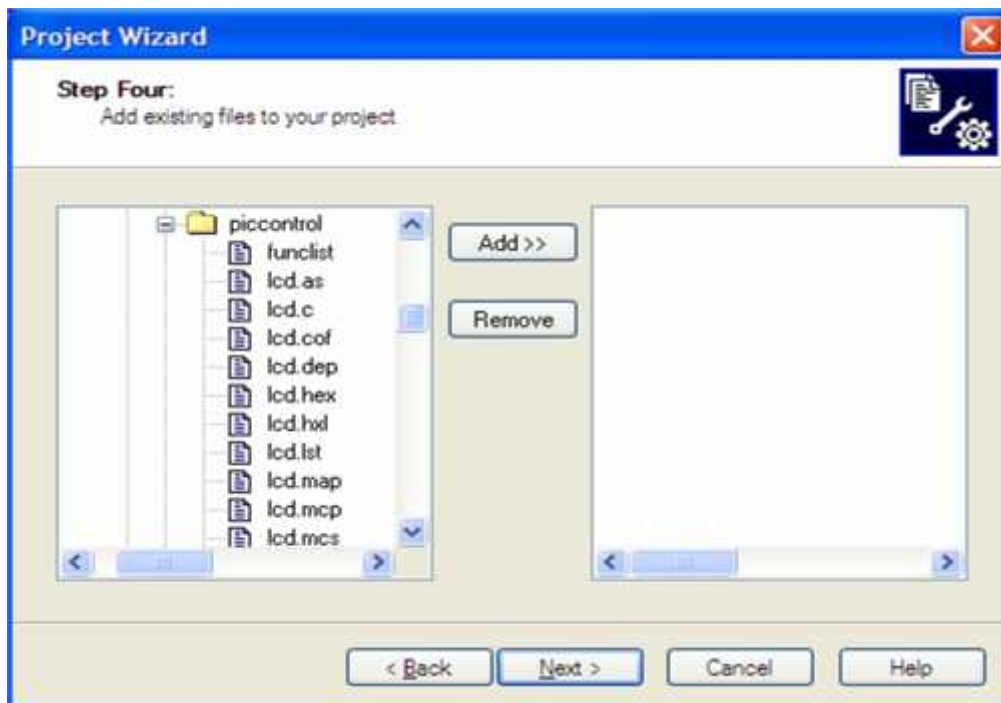 Project Wizard
Step Four:
Add existing files to your project
piccontrol
funclist
lcd.as
lcd.c
lcd.cof
lcd.dep
lcd.hex
lcd.hxl
lcd.lst
lcd.map
lcd.mcp
lcd.mcs
Add >>
Remove
< Back
Next >
Cancel
Help